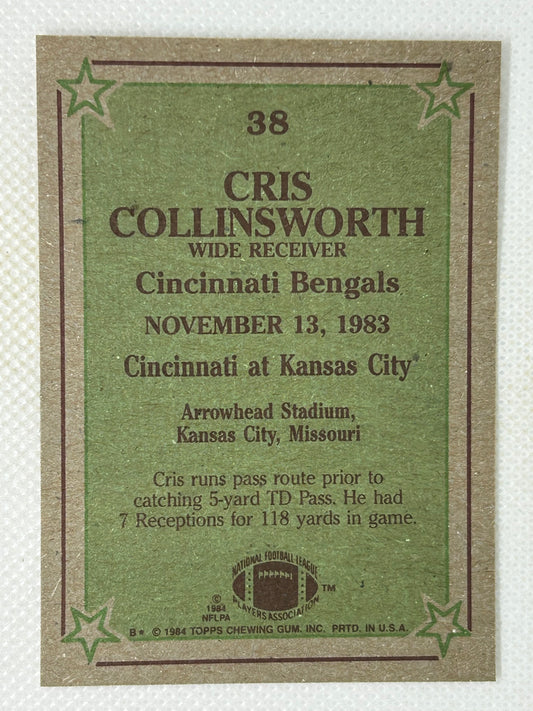 38
CRIS
COLLINSWORTH
WIDE RECEIVER
Cincinnati Bengals
NOVEMBER 13, 1983
Cincinnati at Kansas City
Arrowhead Stadium,
Kansas City, Missouri
Cris runs pass route prior to
catching 5-yard TD Pass. He had
7 Receptions for 118 yards in game.
NATIONAL FOOTBALL LEAGUE
PLAYERS ASSOCIATION
TM
©
1984
NFLPA
B* © 1984 TOPPS CHEWING GUM. INC. PRTD. IN U.S.A.